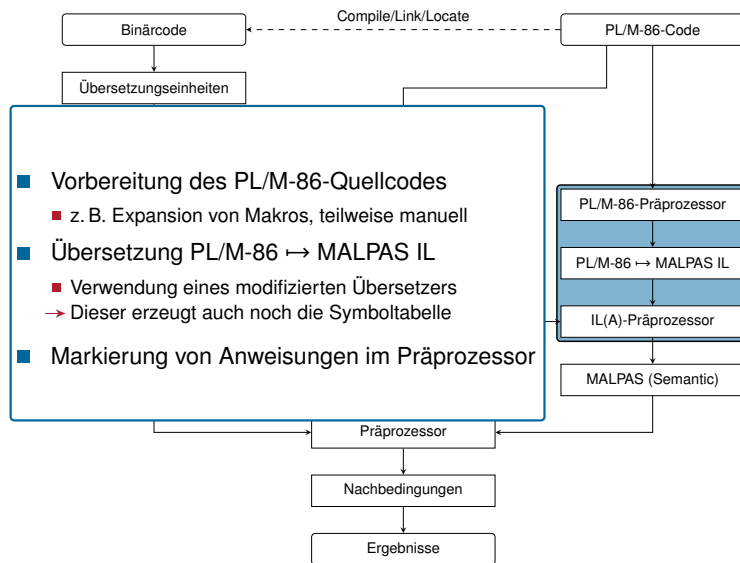 Compile/Link/Locate
Binärcode
PL/M-86-Code
Übersetzungseinheiten
Vorbereitung des PL/M-86-Quellcodes
z. B. Expansion von Makros, teilweise manuell
Übersetzung PL/M-86 ↦ MALPAS IL
Verwendung eines modifizierten Übersetzers
→ Dieser erzeugt auch noch die Symboltabelle
Markierung von Anweisungen im Präprozessor
PL/M-86-Präprozessor
PL/M-86 ↦ MALPAS IL
IL(A)-Präprozessor
MALPAS (Semantic)
Präprozessor
Nachbedingungen
Ergebnisse